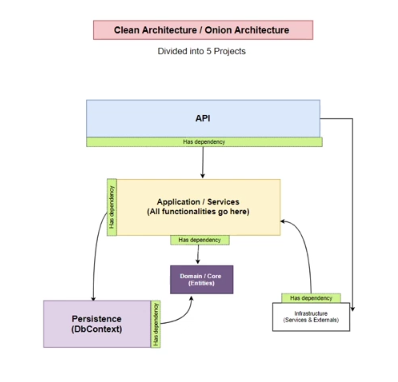 Clean Architecture / Onion Architecture
Divided into 5 Projects
API
Has dependency
Has dependency
Application / Services
(All functionalities go here)
Has dependency
Domain / Core
(Entities)
Persistence
(DbContext)
Has dependency
Has dependency
Infrastructure
(Services & Externals)